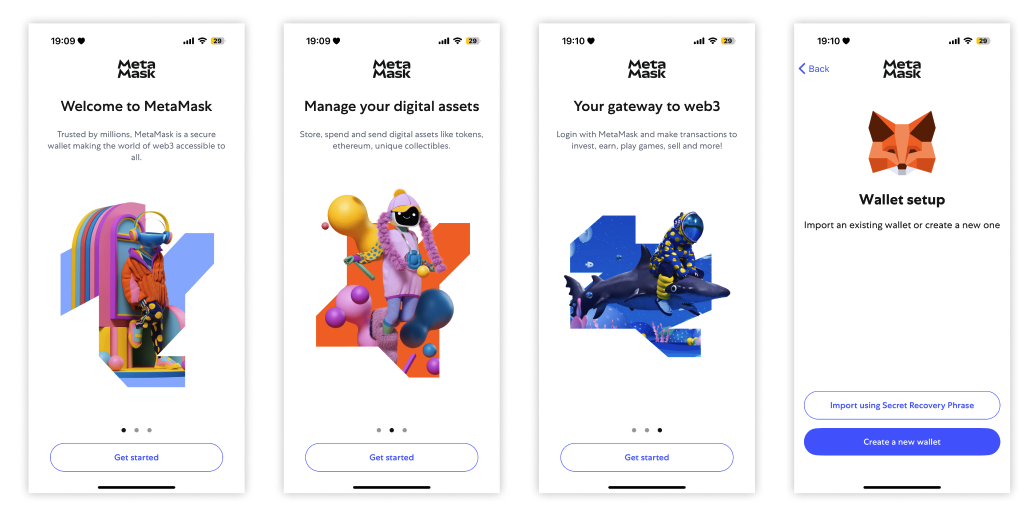 19:09
29
Meta
Mask
Welcome to MetaMask
Trusted by millions, MetaMask is a secure
wallet making the world of web3 accessible to
all.
Get started
19:09
29
Meta
Mask
Manage your digital assets
Store, spend and send digital assets like tokens,
ethereum, unique collectibles.
Get started
19:10
29
Meta
Mask
Your gateway to web3
Login with MetaMask and make transactions to
invest, earn, play games, sell and more!
Get started
19:10
29
Back
Meta
Mask
Wallet setup
Import an existing wallet or create a new one
Import using Secret Recovery Phrase
Create a new wallet